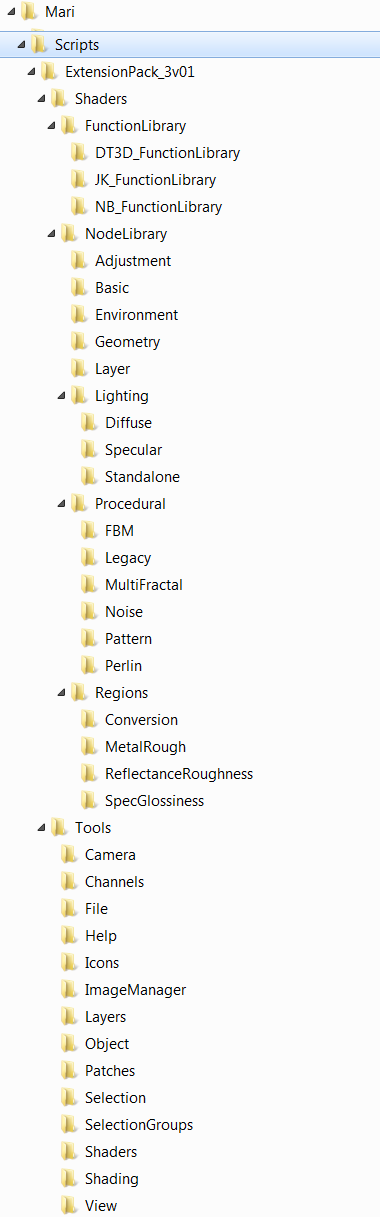 Mari
Scripts
ExtensionPack_3v01
Shaders
FunctionLibrary
DT3D_FunctionLibrary
JK_FunctionLibrary
NB_FunctionLibrary
NodeLibrary
Adjustment
Basic
Environment
Geometry
Layer
Lighting
Diffuse
Specular
Standalone
Procedural
FBM
Legacy
MultiFractal
Noise
Pattern
Perlin
Regions
Conversion
MetalRough
ReflectanceRoughness
SpecGlossiness
Tools
Camera
Channels
File
Help
Icons
ImageManager
Layers
Object
Patches
Selection
SelectionGroups
Shaders
Shading
View